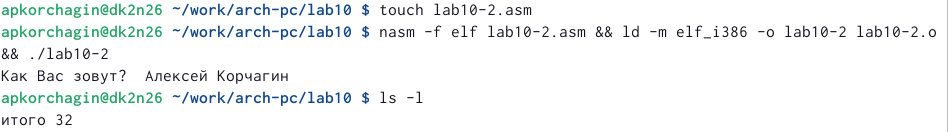 apkorchagin@dk2n26 ~/work/arch-pc/lab10 $ touch lab10-2.asm
apkorchagin@dk2n26 ~/work/arch-pc/lab10 $ nasm -f elf lab10-2.asm && ld -m elf_i386 -o lab10-2 lab10-2.o
&& ./lab10-2
Как Вас зовут?  Алексей Корчагин
apkorchagin@dk2n26 ~/work/arch-pc/lab10 $ ls -l
итого 32